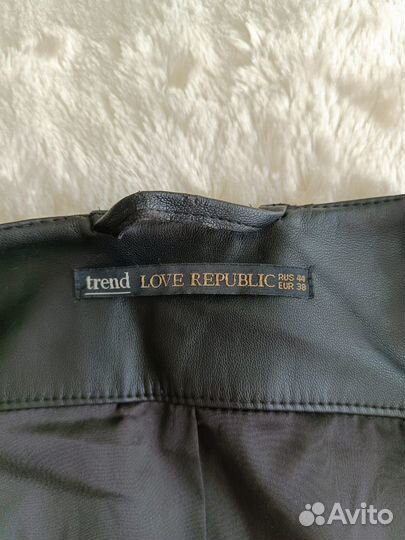 trend LOVE REPUBLIC RUS 44
EUR 38
Avito